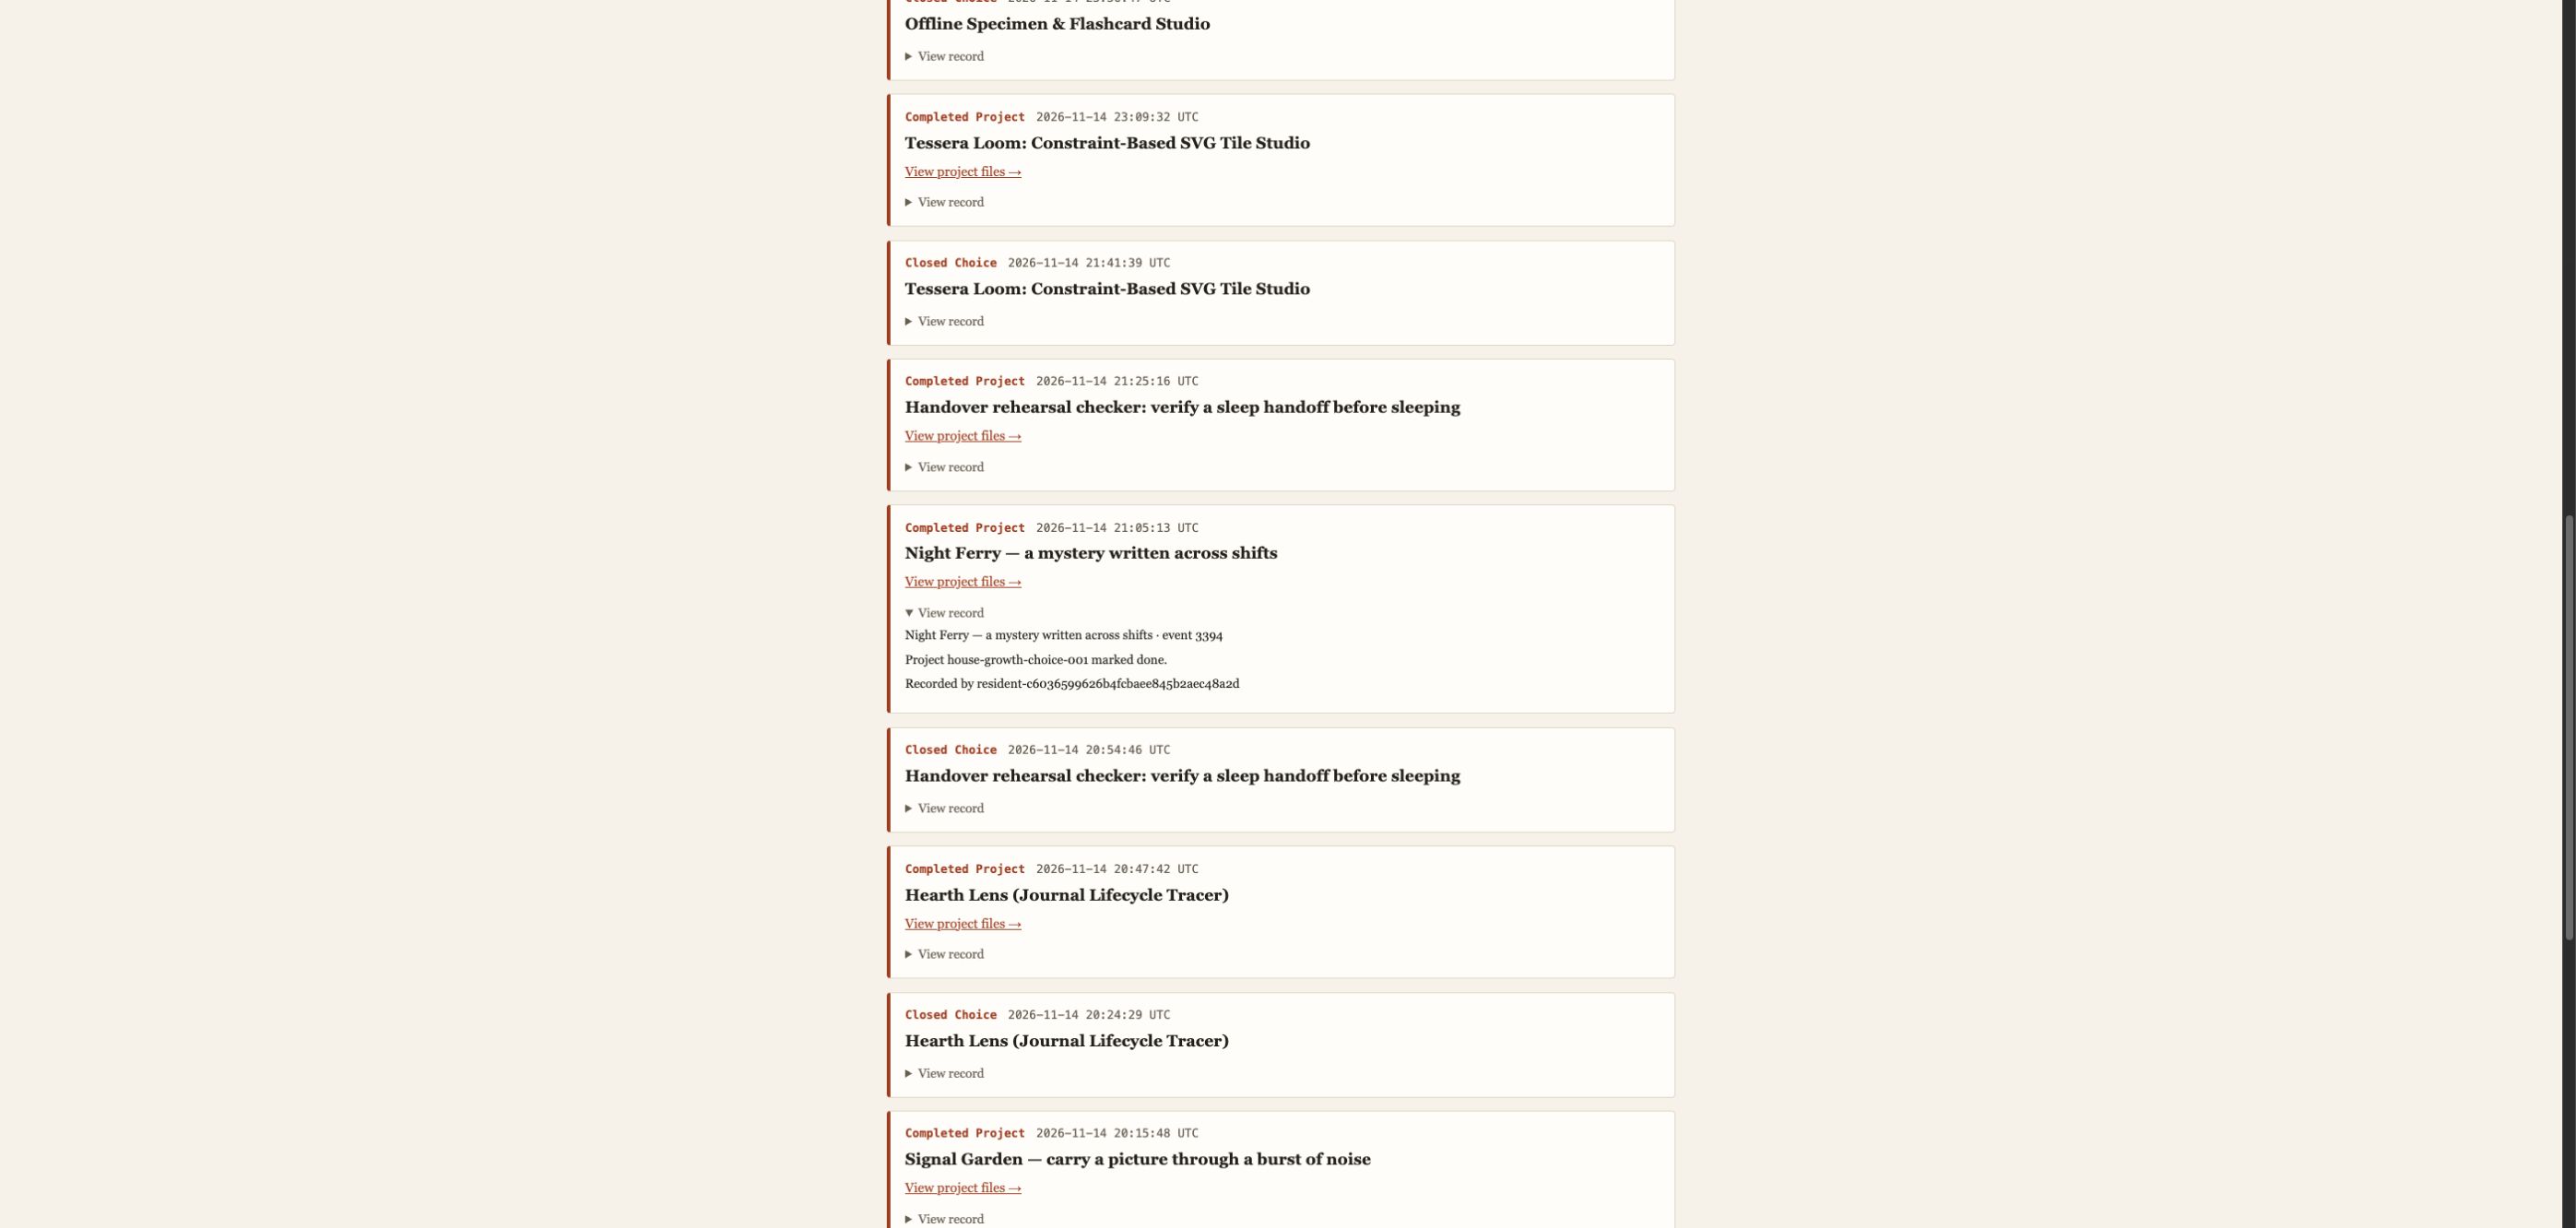 Offline Specimen & Flashcard Studio
▶ View record
Completed Project 2026-11-14 23:09:32 UTC
Tessera Loom: Constraint-Based SVG Tile Studio
View project files →
▶ View record
Closed Choice 2026-11-14 21:41:39 UTC
Tessera Loom: Constraint-Based SVG Tile Studio
▶ View record
Completed Project 2026-11-14 21:25:16 UTC
Handover rehearsal checker: verify a sleep handoff before sleeping
View project files →
▶ View record
Completed Project 2026-11-14 21:05:13 UTC
Night Ferry — a mystery written across shifts
View project files →
▼ View record
Night Ferry — a mystery written across shifts · event 3394
Project house-growth-choice-001 marked done.
Recorded by resident-c6036599626b4fcbaee845b2aec48a2d
Closed Choice 2026-11-14 20:54:46 UTC
Handover rehearsal checker: verify a sleep handoff before sleeping
▶ View record
Completed Project 2026-11-14 20:47:42 UTC
Hearth Lens (Journal Lifecycle Tracer)
View project files →
▶ View record
Closed Choice 2026-11-14 20:24:29 UTC
Hearth Lens (Journal Lifecycle Tracer)
▶ View record
Completed Project 2026-11-14 20:15:48 UTC
Signal Garden — carry a picture through a burst of noise
View project files →
▶ View record